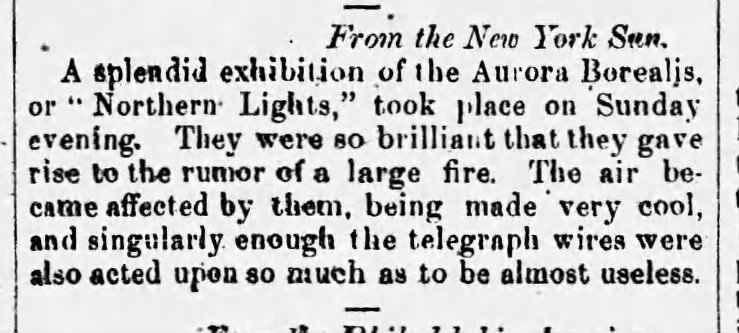 From the New York Sun.
A splendid exhibition of the Aurora Borealis,
or "Northern Lights," took place on Sunday
evening. They were so brilliant that they gave
rise to the rumor of a large fire. The air be-
came affected by them, being made very cool,
and singularly enough the telegraph wires were
also acted upon so much as to be almost useless.